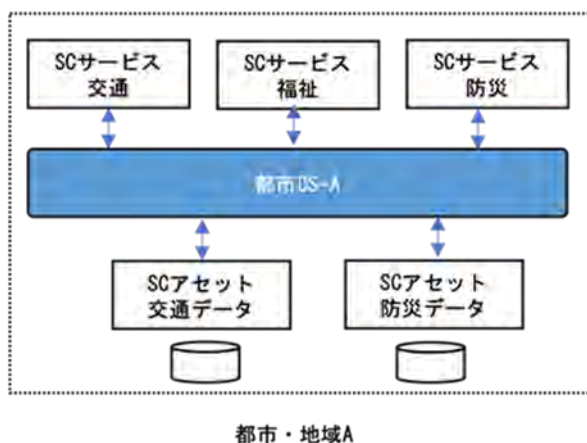 SCサービス
交通
SCサービス
福祉
SCサービス
防災
都市OS-A
SCアセット
交通データ
SCアセット
防災データ
都市・地域A